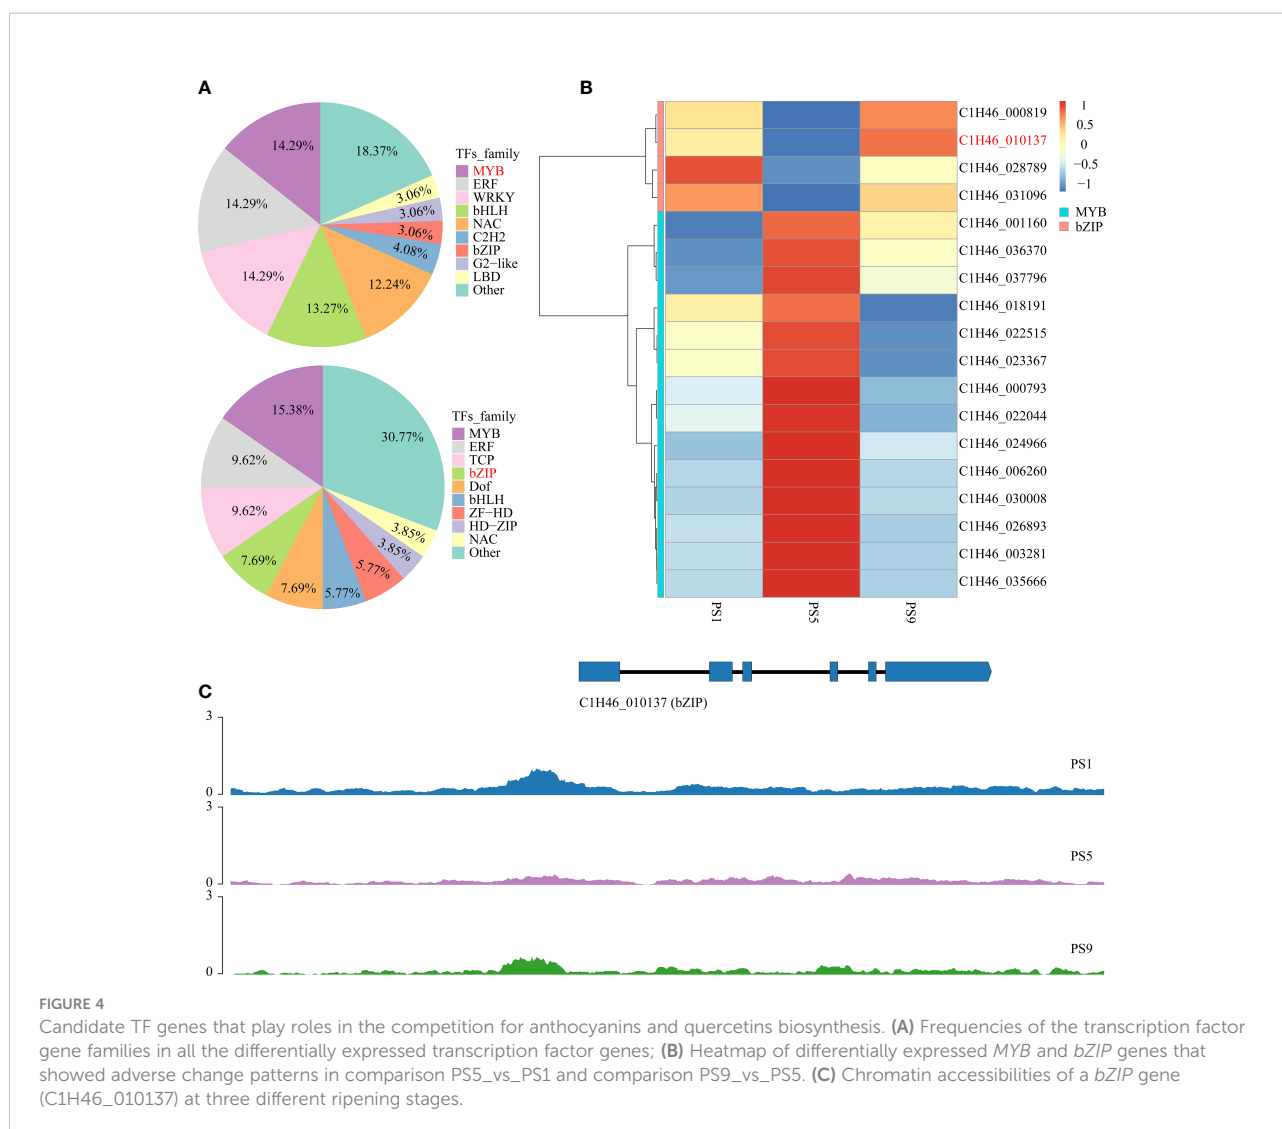 A
14.29%
18.37%
3.06%
3.06%
3.06%
4.08%
12.24%
13.27%
14.29%
14.29%
TFs_family
MYB
ERF
WRKY
bHLH
NAC
C2H2
bZIP
G2−like
LBD
Other
15.38%
30.77%
9.62%
9.62%
7.69%
7.69%
5.77%
5.77%
3.85%
3.85%
TFs_family
MYB
ERF
TCP
bZIP
Dof
bHLH
ZF−HD
HD−ZIP
NAC
Other
B
C1H46_000819
C1H46_010137
C1H46_028789
C1H46_031096
C1H46_001160
C1H46_036370
C1H46_037796
C1H46_018191
C1H46_022515
C1H46_023367
C1H46_000793
C1H46_022044
C1H46_024966
C1H46_006260
C1H46_030008
C1H46_026893
C1H46_003281
C1H46_035666
PS1
PS5
PS9
1
0.5
0
−0.5
−1
MYB
bZIP
C
C1H46_010137 (bZIP)
3
0
PS1
3
0
PS5
3
0
PS9
FIGURE 4
Candidate TF genes that play roles in the competition for anthocyanins and quercetins biosynthesis. (A) Frequencies of the transcription factor
gene families in all the differentially expressed transcription factor genes; (B) Heatmap of differentially expressed MYB and bZIP genes that
showed adverse change patterns in comparison PS5_vs_PS1 and comparison PS9_vs_PS5. (C) Chromatin accessibilities of a bZIP gene
(C1H46_010137) at three different ripening stages.